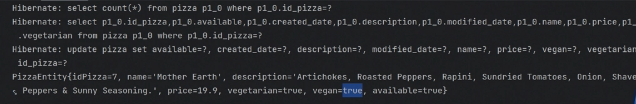 Hibernate: select count(*) from pizza p1_0 where p1_0.id_pizza=?
Hibernate: select p1_0.id_pizza,p1_0.available,p1_0.created_date,p1_0.description,p1_0.modified_date,p1_0.name,p1_0.price,p1_
.vegetarian from pizza p1_0 where p1_0.id_pizza=?
Hibernate: update pizza set available=?, created_date=?, description=?, modified_date=?, name=?, price=?, vegan=?, vegetarian
id_pizza=?
PizzaEntity{idPizza=7, name='Mother Earth', description='Artichokes, Roasted Peppers, Rapini, Sundried Tomatoes, Onion, Shave
, Peppers & Sunny Seasoning.', price=19.9, vegetarian=true, vegan=true, available=true}